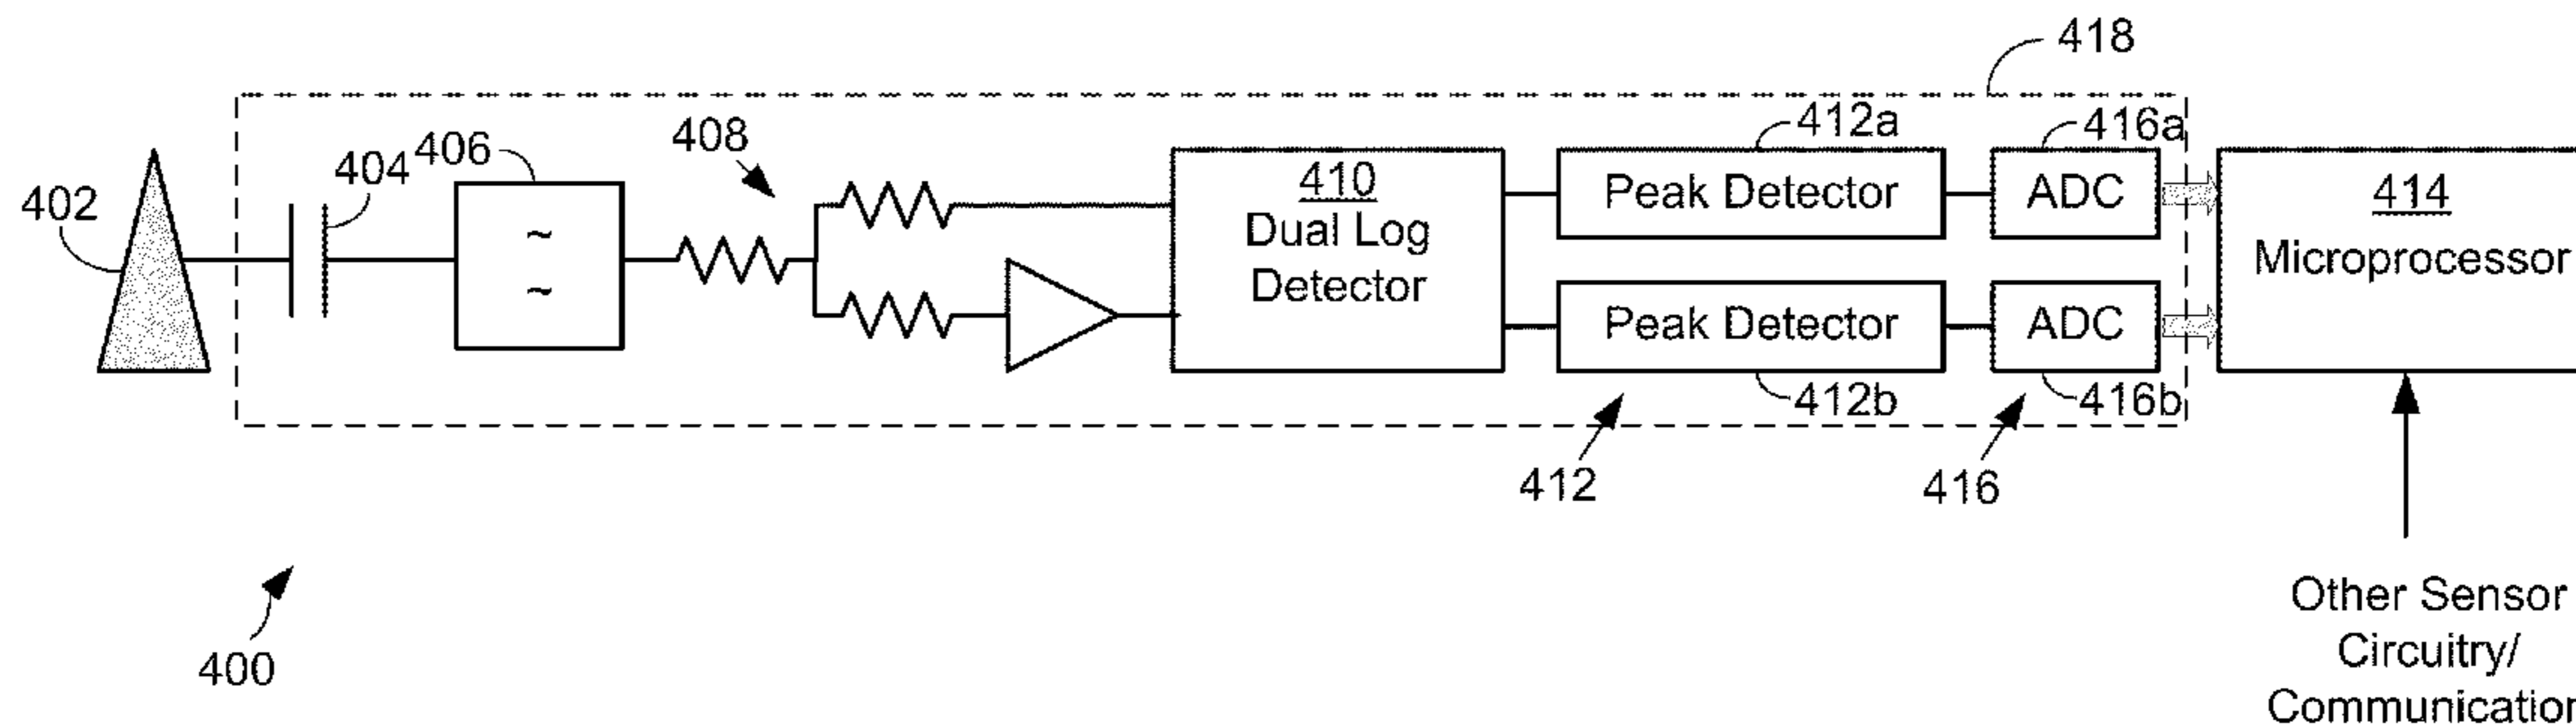 418
412a
416a
408
406
404
402
410
Dual Log
Detector
Peak Detector
ADC
414
Microprocessor
Peak Detector
ADC
412b
416b
412
416
400
Other Sensor
Circuitry/